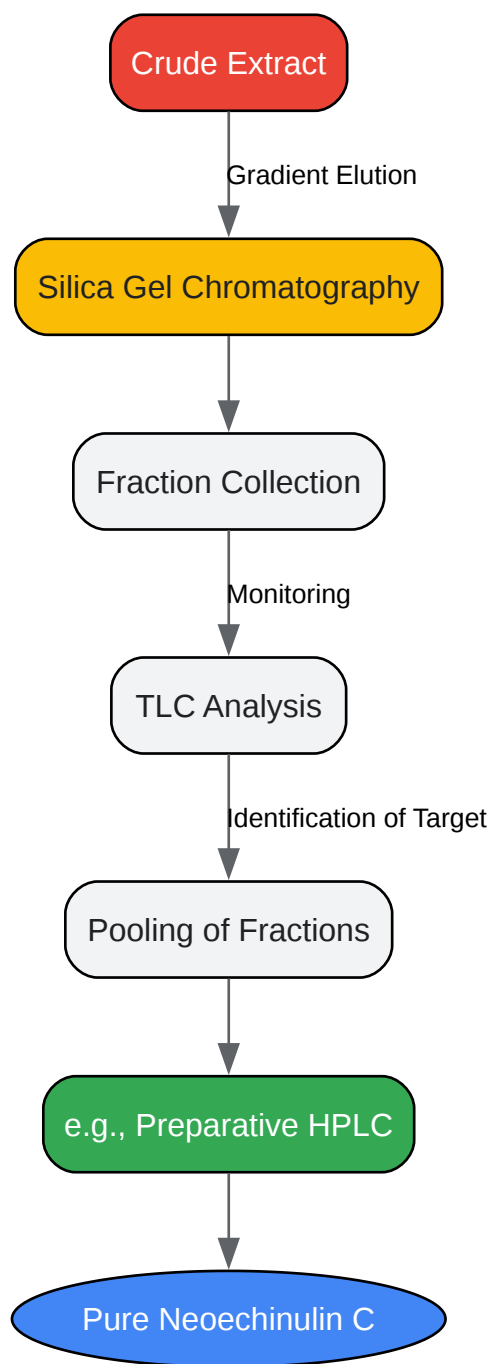 Crude Extract
Gradient Elution
Silica Gel Chromatography
Fraction Collection
Monitoring
TLC Analysis
Identification of Target
Pooling of Fractions
e.g., Preparative HPLC
Pure Neoechinulin C